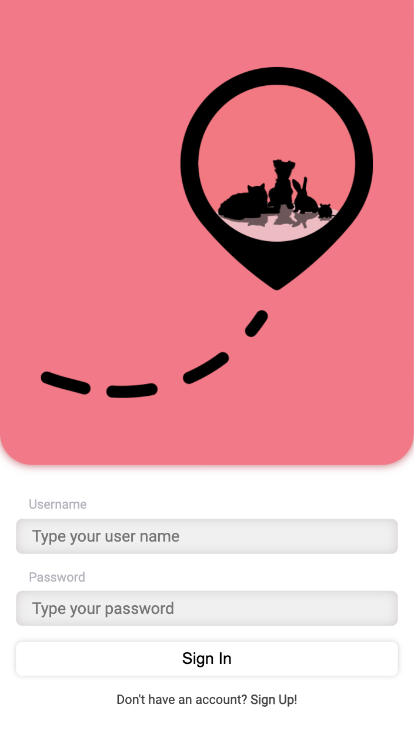 Username
Type your user name
Password
Type your password
Sign In
Don't have an account? Sign Up!